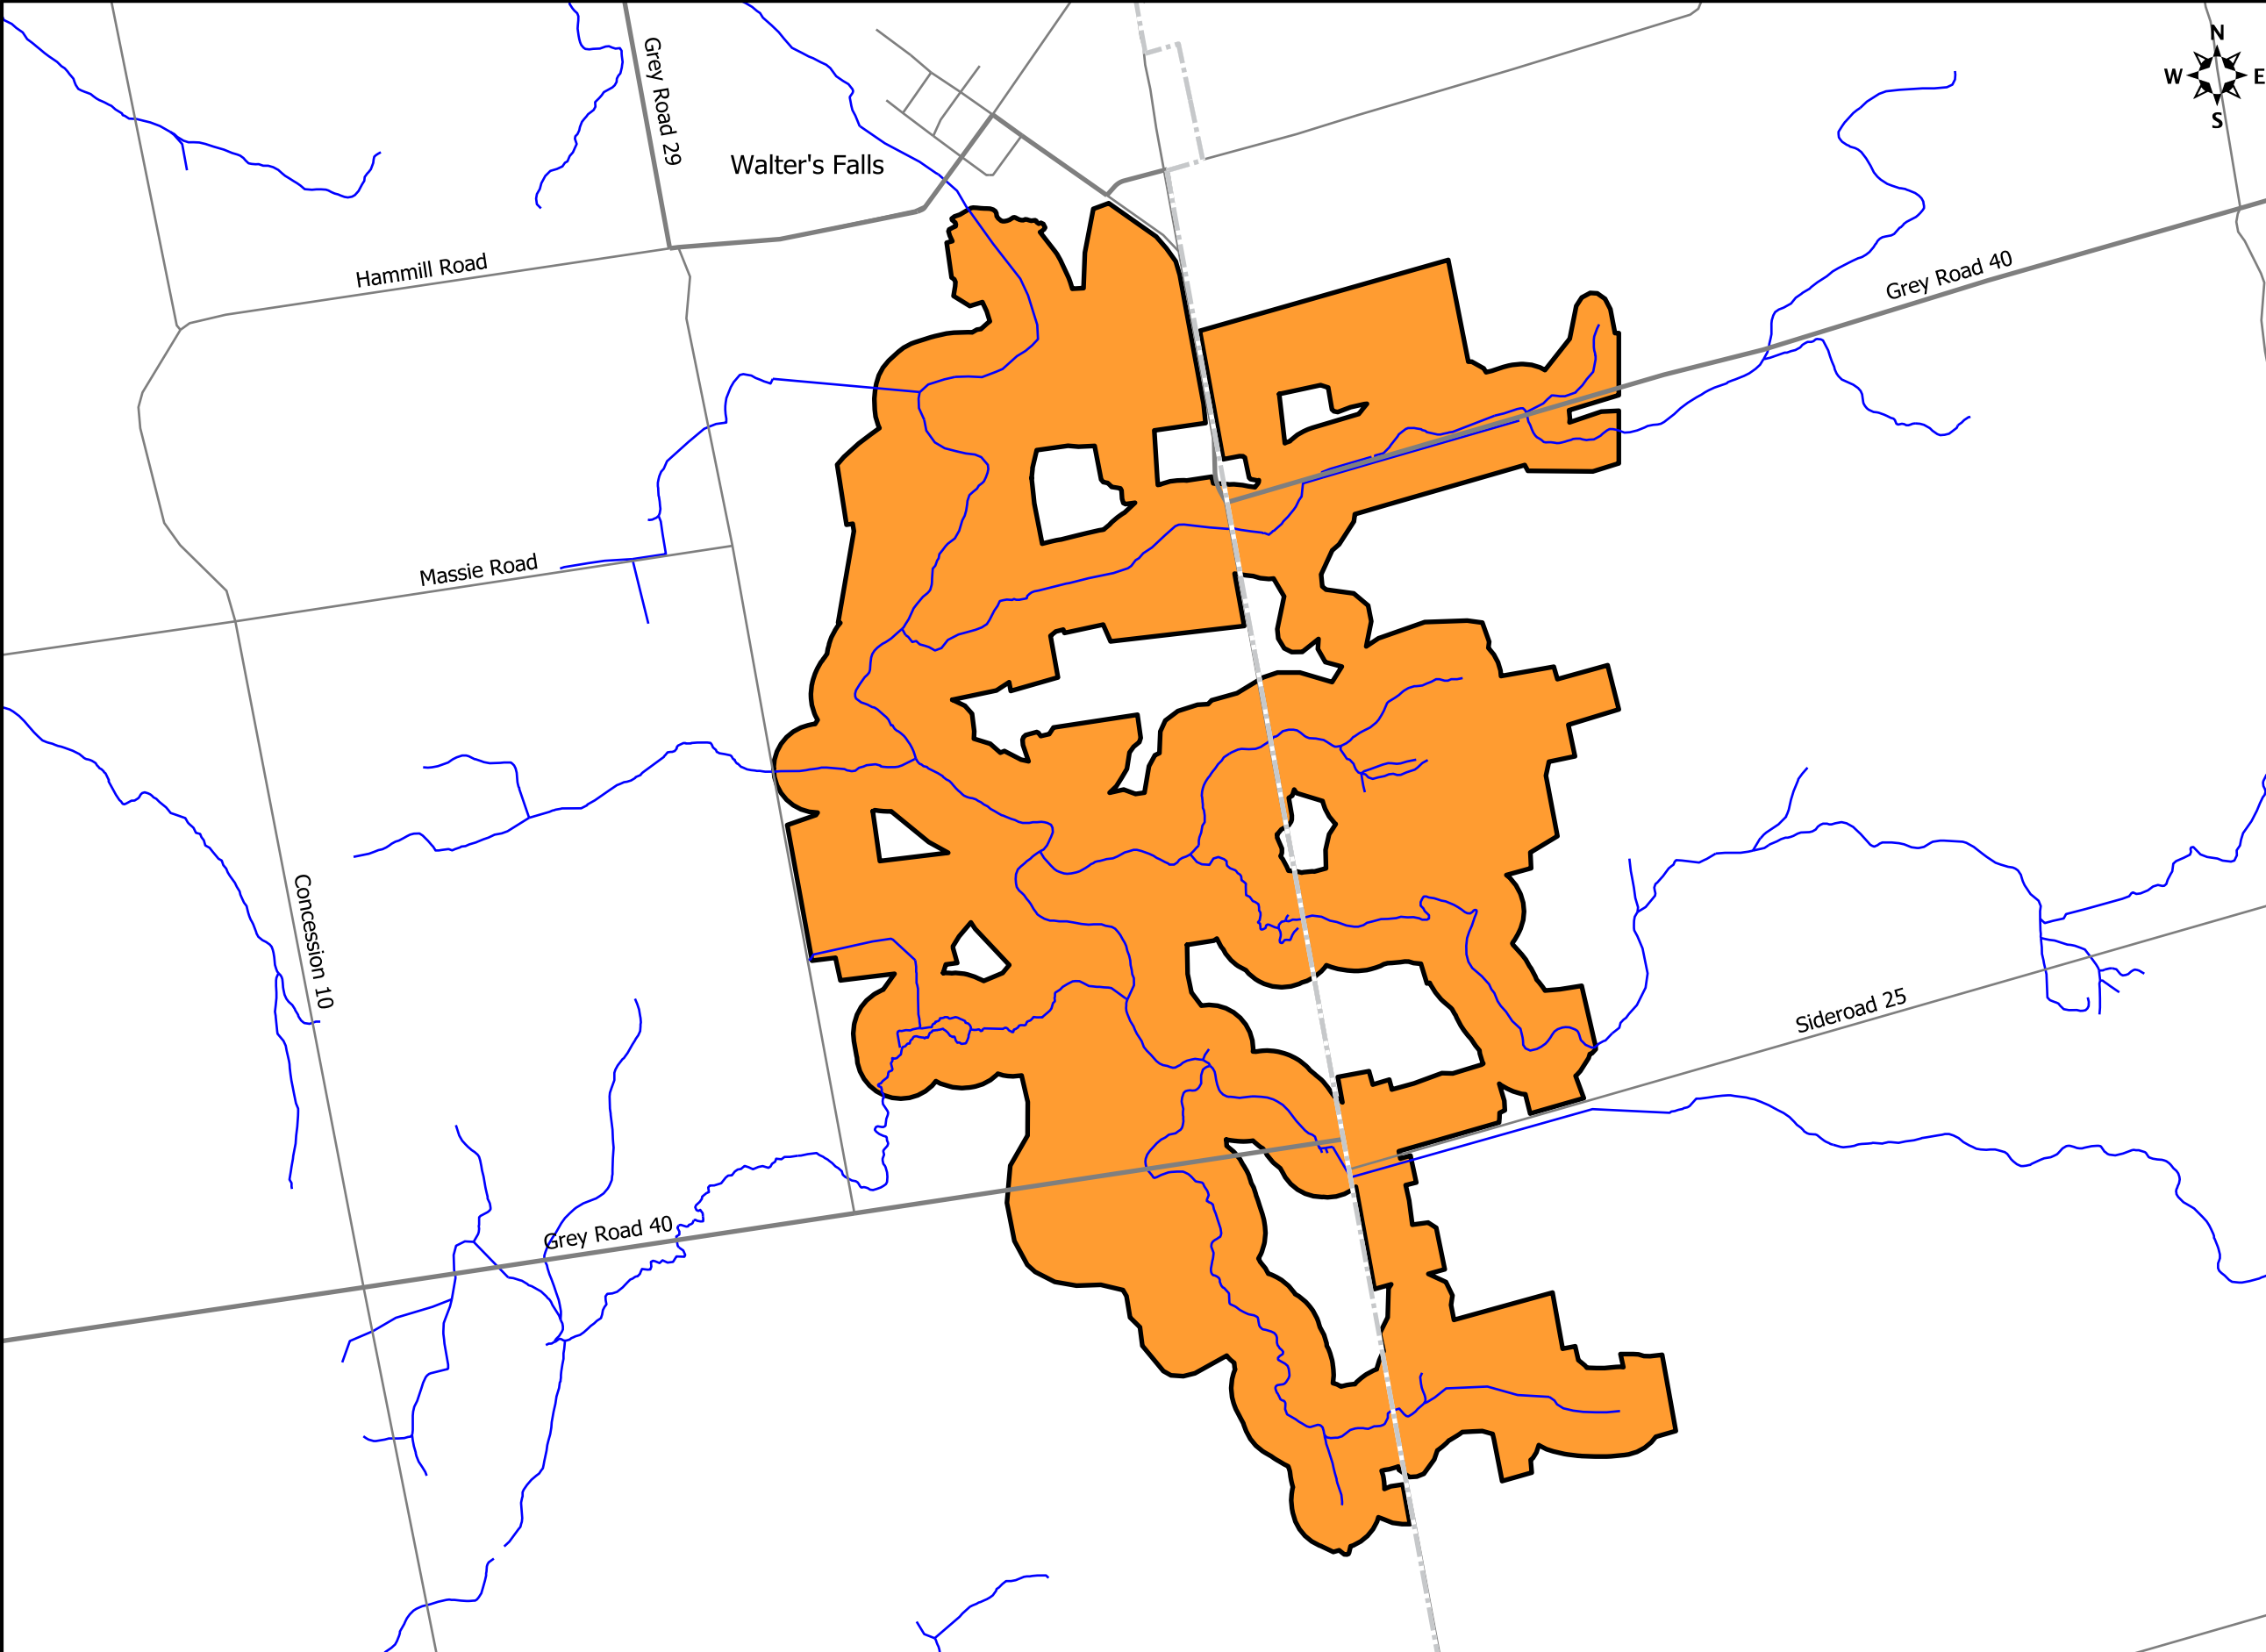 N
W E
S
Grey Road 29
Walter's Falls
Hammill Road
Grey Road 40
Massie Road
Concession 10
Sideroad 25
Grey Road 40